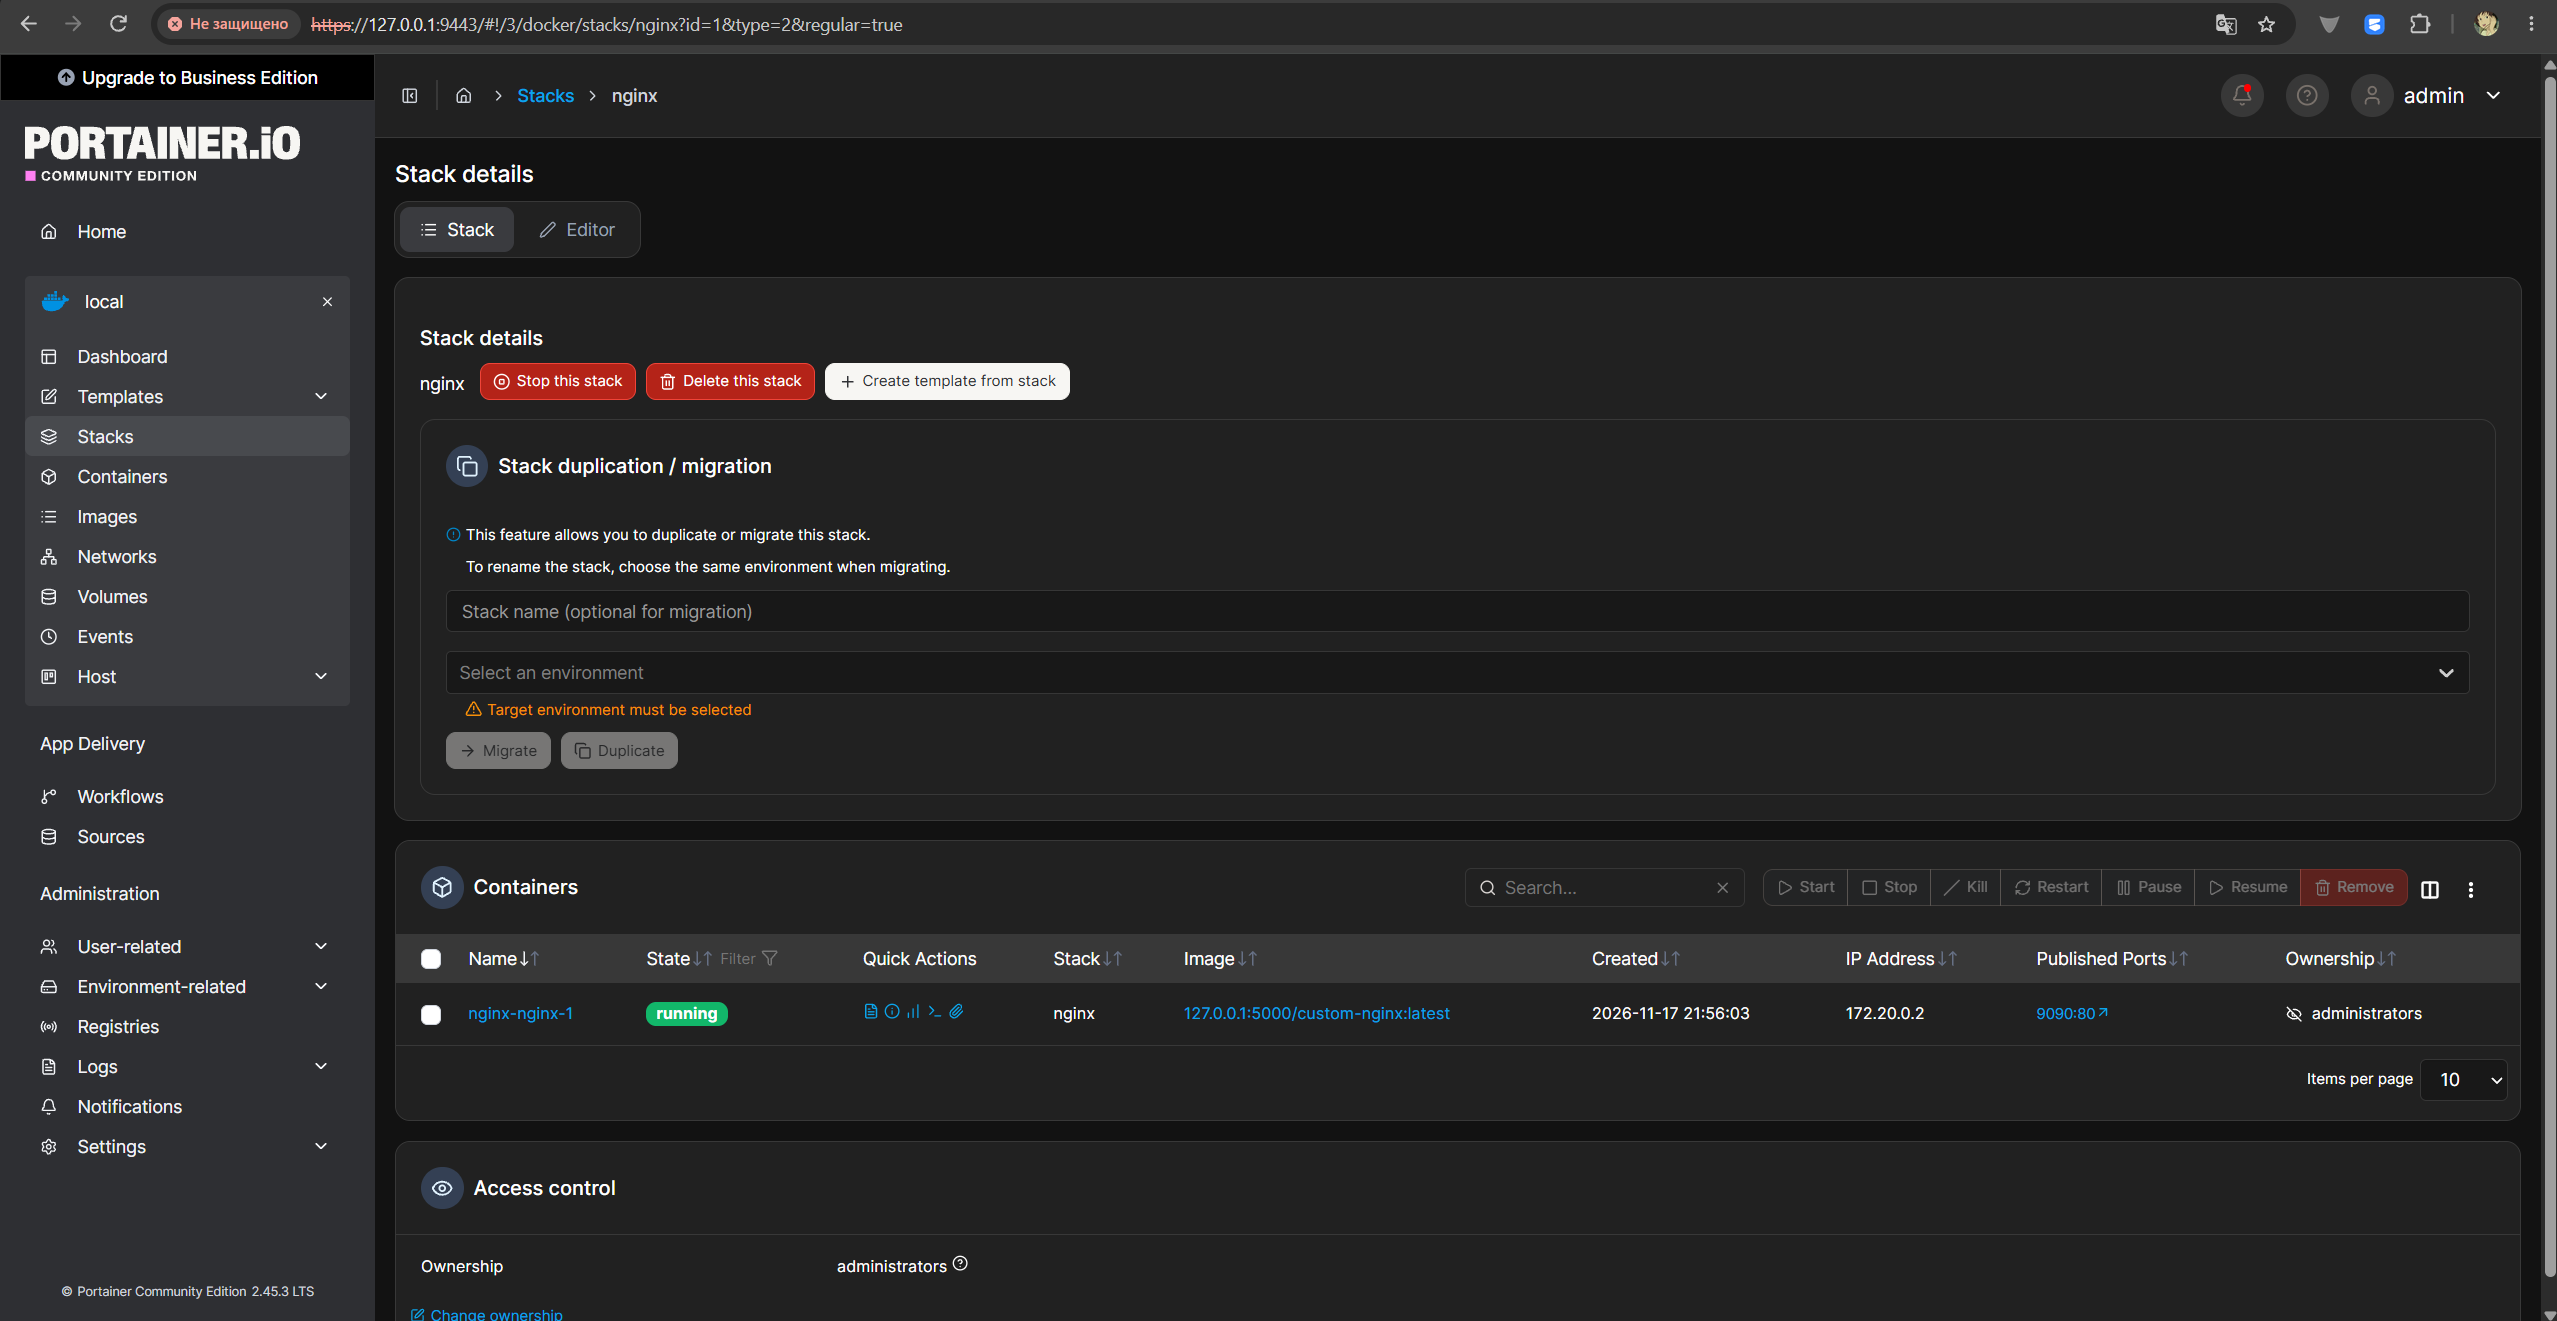 Не защищено https://127.0.0.1:9443/#!/3/docker/stacks/nginx?id=1&type=2&regular=true
Upgrade to Business Edition
PORTAINER.iO
COMMUNITY EDITION
Home
local
Dashboard
Templates
Stacks
Containers
Images
Networks
Volumes
Events
Host
App Delivery
Workflows
Sources
Administration
User-related
Environment-related
Registries
Logs
Notifications
Settings
© Portainer Community Edition 2.45.3 LTS
Stacks > nginx
admin
Stack details
Stack Editor
Stack details
nginx Stop this stack Delete this stack Create template from stack
Stack duplication / migration
This feature allows you to duplicate or migrate this stack.
To rename the stack, choose the same environment when migrating.
Stack name (optional for migration)
Select an environment
Target environment must be selected
Migrate Duplicate
Containers Search... Start Stop Kill Restart Pause Resume Remove
Name State Filter Quick Actions Stack Image Created IP Address Published Ports Ownership
nginx-nginx-1 running nginx 127.0.0.1:5000/custom-nginx:latest 2026-11-17 21:56:03 172.20.0.2 9090:80 administrators
Items per page 10
Access control
Ownership administrators
Change ownership